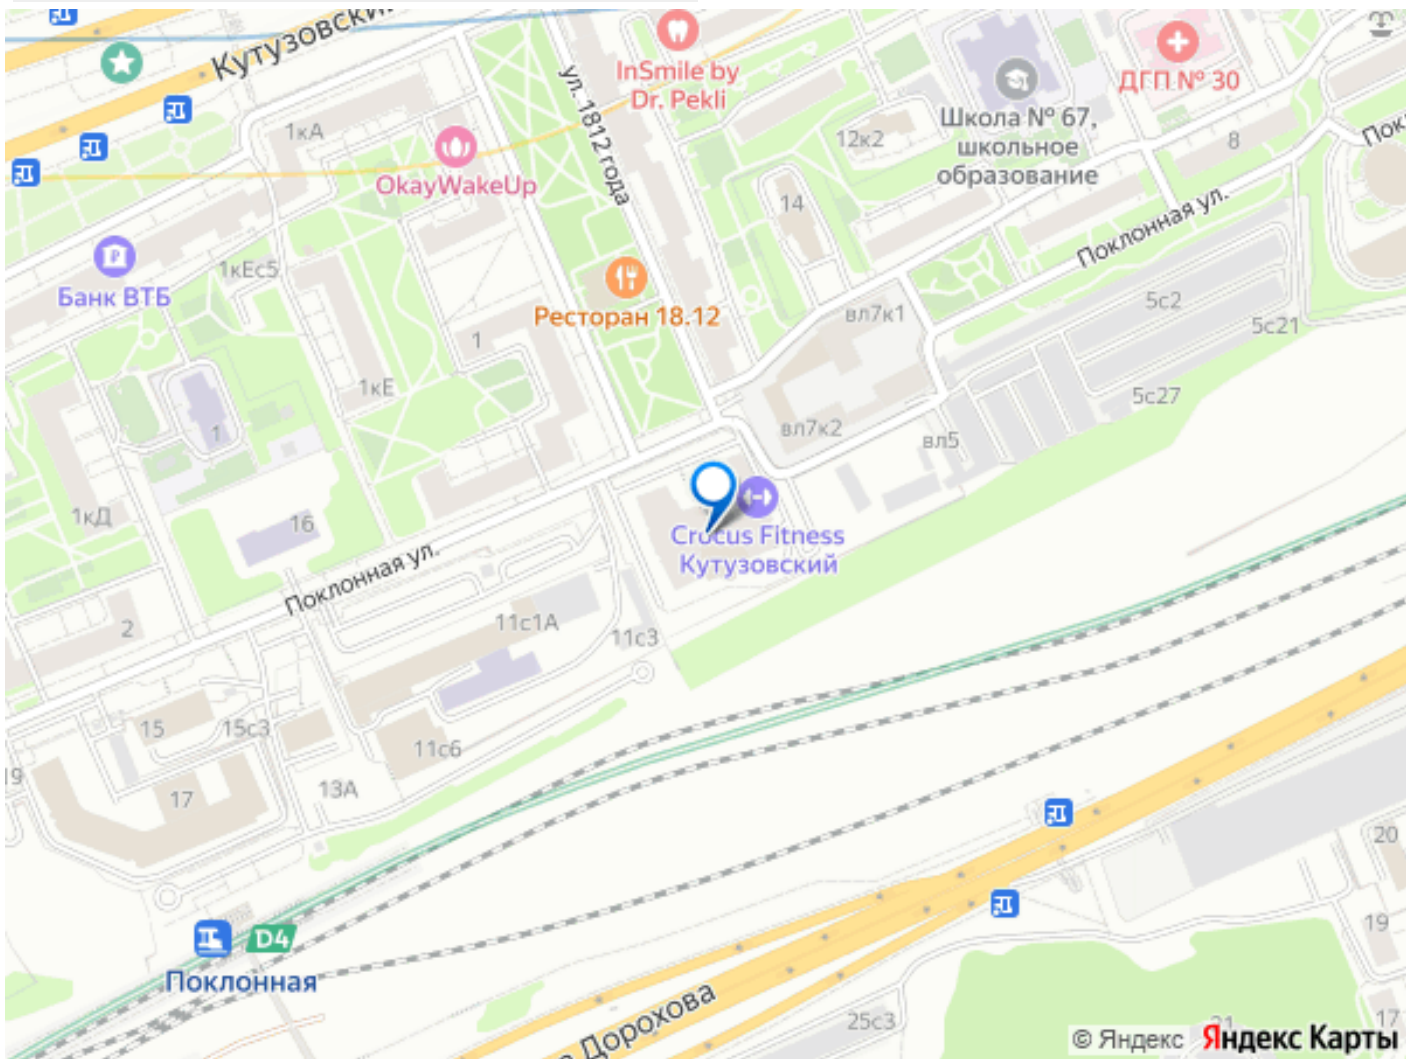 Кутузовский
InSmile by
Dr. Pekli
ДГП № 30
Школа № 67,
школьное
образование
1кА
ул. 1812 года
12к2
8
OkayWakeUp
14
Поклонная ул.
Банк ВТБ
1кЕс5
Ресторан 18.12
вл7к1
5с2
5с21
1
1кЕ
5с27
1
вл7к2
вл5
1кД
16
Crocus Fitness
Кутузовский
Поклонная ул.
2
11с1А
11с3
15
15с3
11с6
19
17
13А
20
D4
Поклонная
19
Дорохова
25с3
21
17
© Яндекс Яндекс Карты